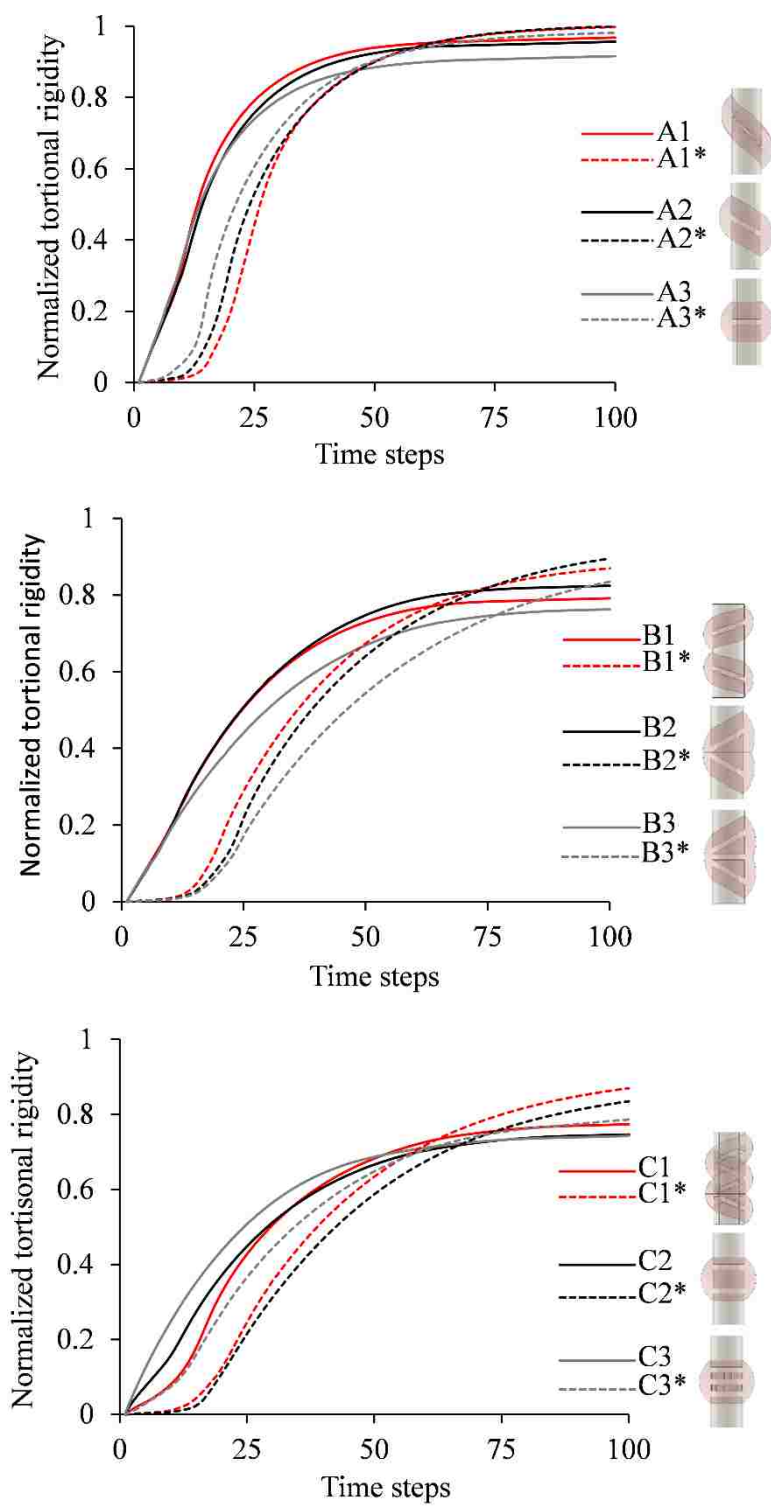 Normalized tortional rigidity
1
0.8
0.6
0.4
0.2
0
0 25 50 75 100
Time steps
A1
A1*
A2
A2*
A3
A3*
Normalized tortional rigidity
1
0.8
0.6
0.4
0.2
0
0 25 50 75 100
Time steps
B1
B1*
B2
B2*
B3
B3*
Normalized tortisonal rigidity
1
0.8
0.6
0.4
0.2
0
0 25 50 75 100
Time steps
C1
C1*
C2
C2*
C3
C3*